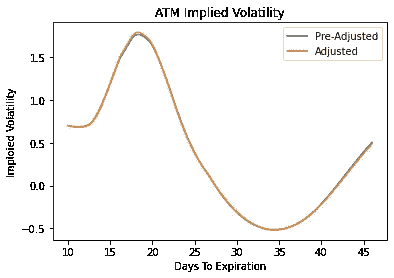 ATM Implied Volatility
Pre-Adjusted
Adjusted
Imploied Volatility
1.5
1.0
0.5
0.0
−0.5
10 15 20 25 30 35 40 45
Days To Expiration